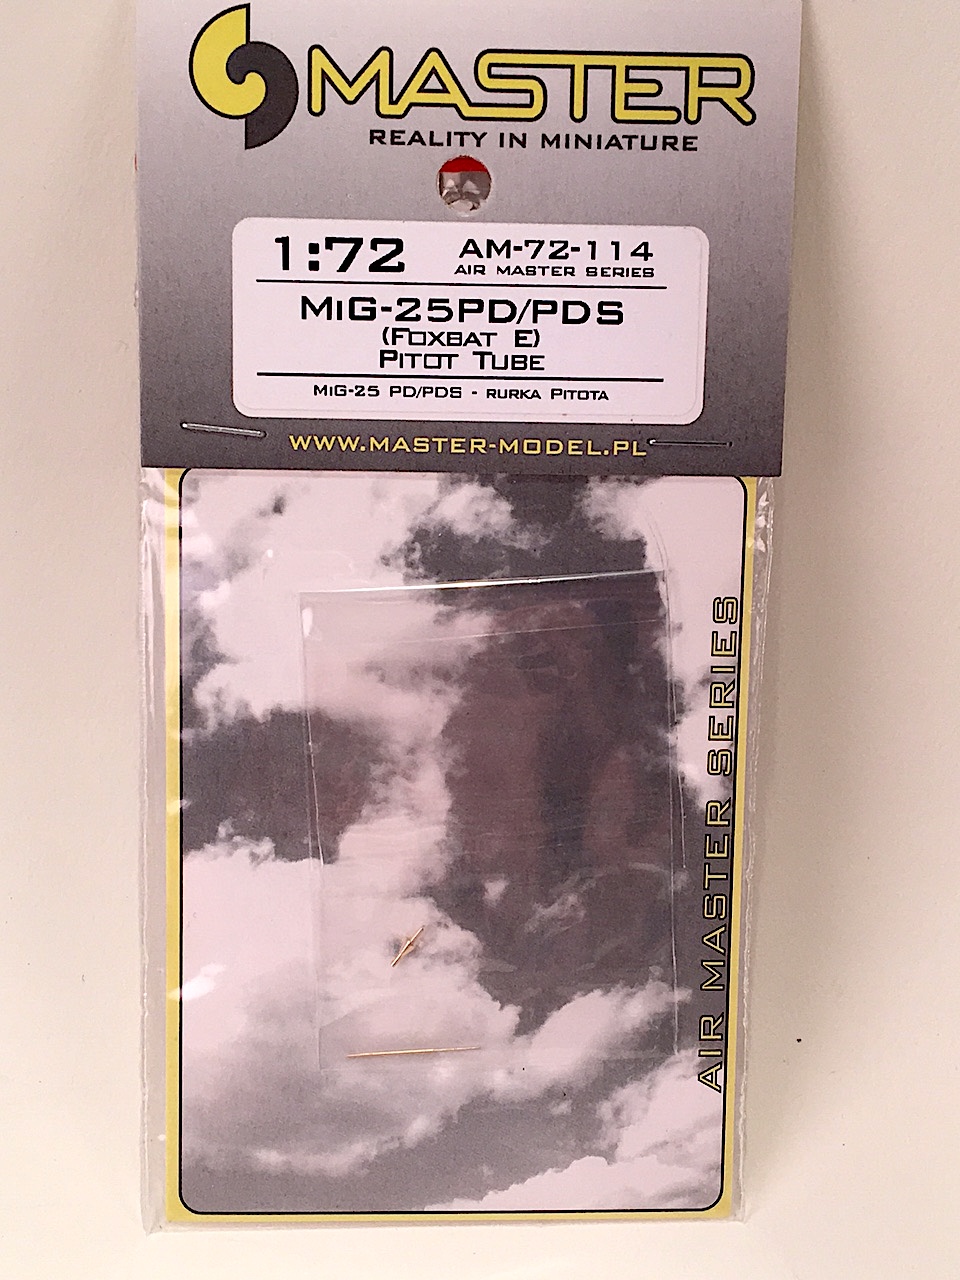 MASTER
REALITY IN MINIATURE
1:72 AM-72-114
AIR MASTER SERIES
MiG-25PD/PDS
(Foxbat E)
Pitot Tube
MiG-25 PD/PDS - rurka Pitota
WWW.MASTER-MODEL.PL
AIR MASTER SERIES